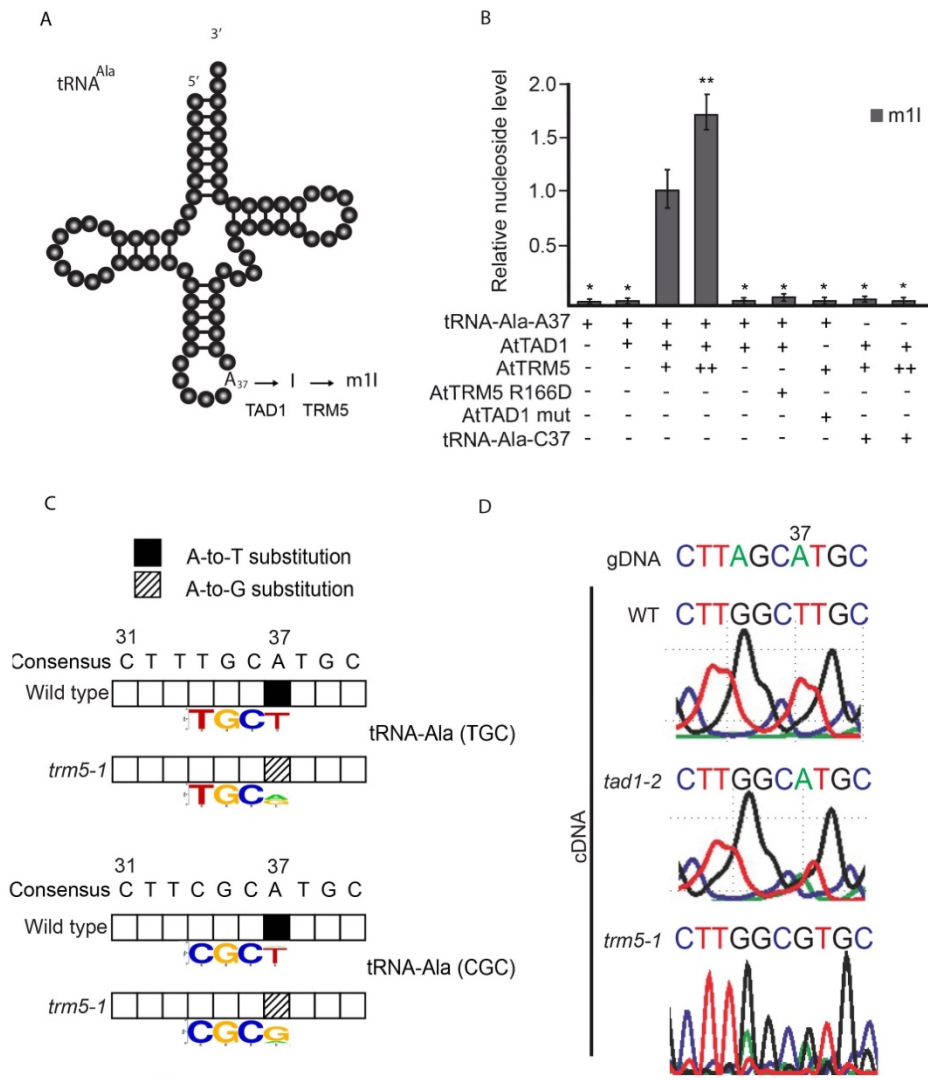 A
tRNA^Ala
3'
5'
A37 → I → m1I
TAD1 TRM5
B
Relative nucleoside level
2.0
1.5
1.0
0.5
* * ** * * * * *
m1I
tRNA-Ala-A37 + + + + + + + - -
AtTAD1 - + + + + + - + +
AtTRM5 - - + ++ - - + + ++
AtTRM5 R166D - - - - - + - - -
AtTAD1 mut - - - - - - + - -
tRNA-Ala-C37 - - - - - - - + +
C
A-to-T substitution
A-to-G substitution
31 37
Consensus C T T T G C A T G C
Wild type
TGCT
tRNA-Ala (TGC)
trm5-1
TGC
31 37
Consensus C T T C G C A T G C
Wild type
CGCT
tRNA-Ala (CGC)
trm5-1
CGCG
D
37
gDNA CTTAGCATGC
WT CTTGGCTTGC
tad1-2 CTTGGCATGC
trm5-1 CTTGGCGTGC
cDNA